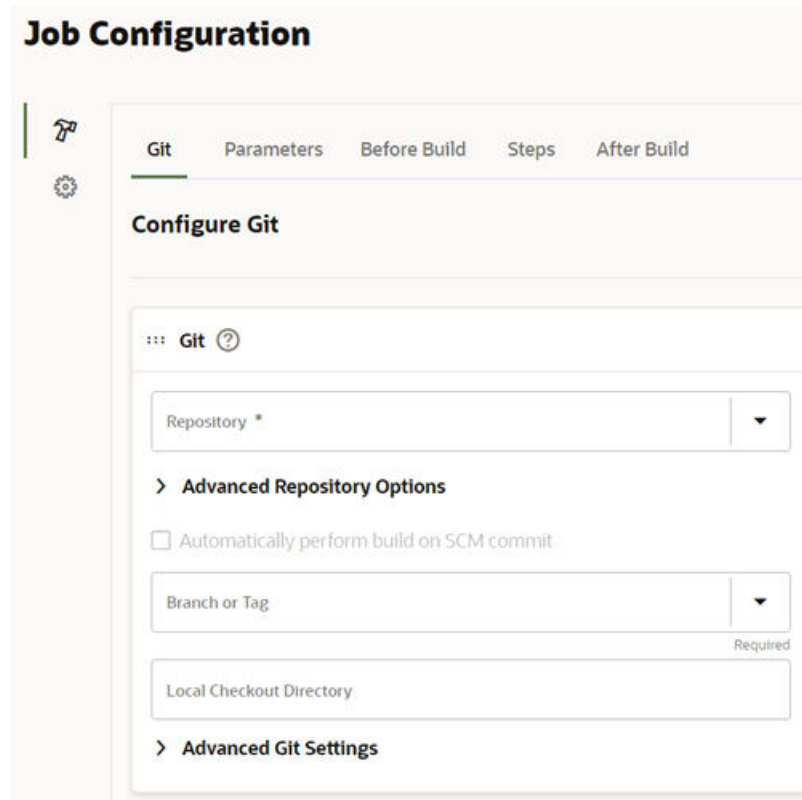 Job Configuration
Git Parameters Before Build Steps After Build
Configure Git
Git ?
Repository *
Advanced Repository Options
Automatically perform build on SCM commit
Branch or Tag
Required
Local Checkout Directory
Advanced Git Settings